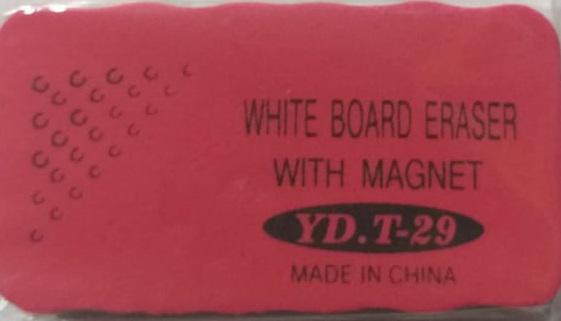 WHITE BOARD ERASER
WITH MAGNET
YD.T-29
MADE IN CHINA